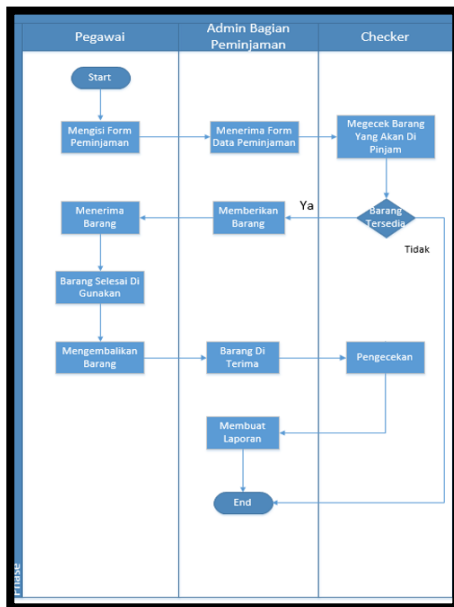 Pegawai
Admin Bagian
Peminjaman
Checker
Start
Mengisi Form
Peminjaman
Menerima Form
Data Peminjaman
Megecek Barang
Yang Akan Di
Pinjam
Menerima
Barang
Memberikan
Barang
Ya
Barang
Tersedia
Tidak
Barang Selesai Di
Gunakan
Mengembalikan
Barang
Barang Di
Terima
Pengecekan
Membuat
Laporan
End
Phase